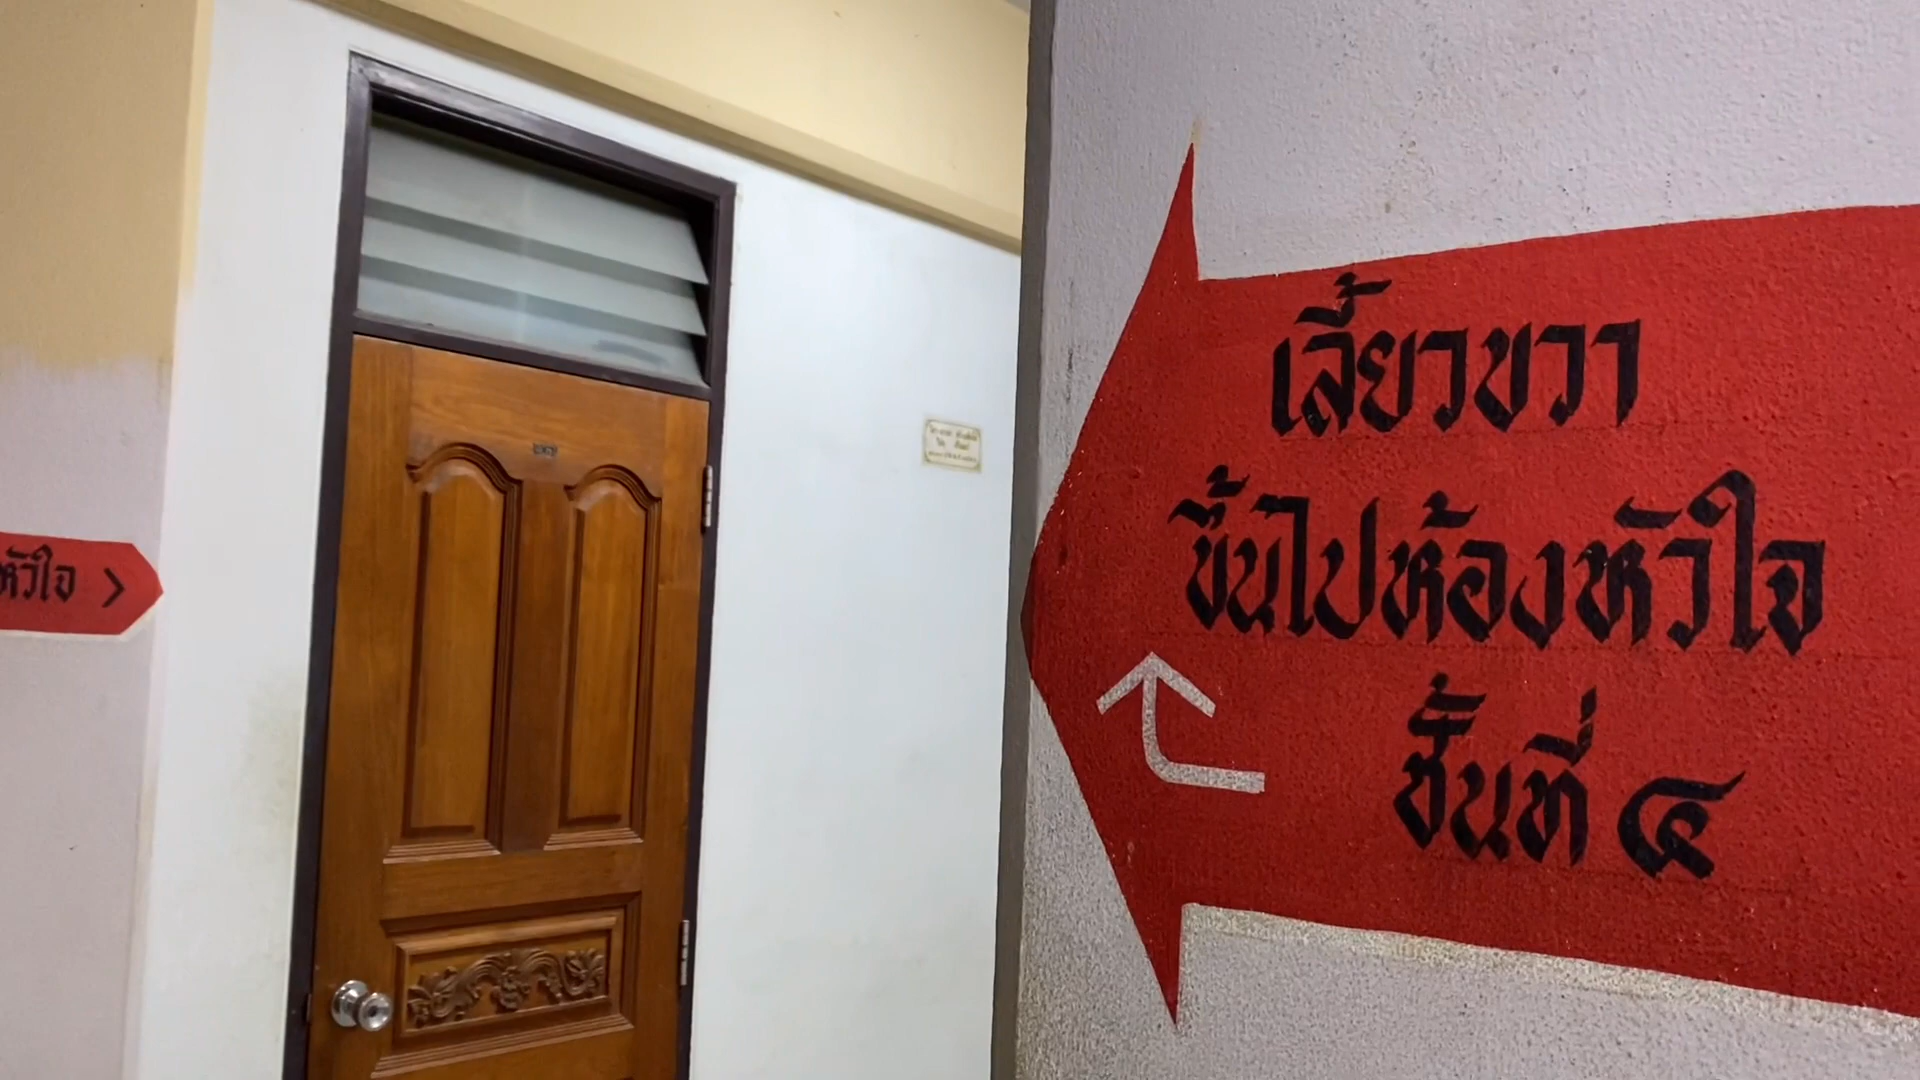 เลี้ยวขวา
ขึ้นไปห้องหัวใจ
ชั้นที่ ๔
หัวใจ >